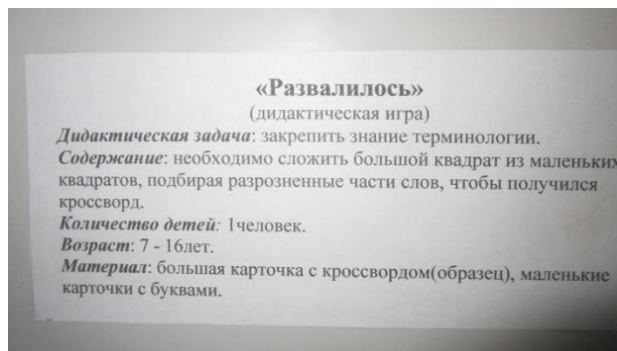 «Развалилось»
(дидактическая игра)
Дидактическая задача: закрепить знание терминологии.
Содержание: необходимо сложить большой квадрат из маленьких
квадратов, подбирая разрозненные части слов, чтобы получился
кроссворд.
Количество детей: 1человек.
Возраст: 7 - 16лет.
Материал: большая карточка с кроссвордом(образец), маленькие
карточки с буквами.